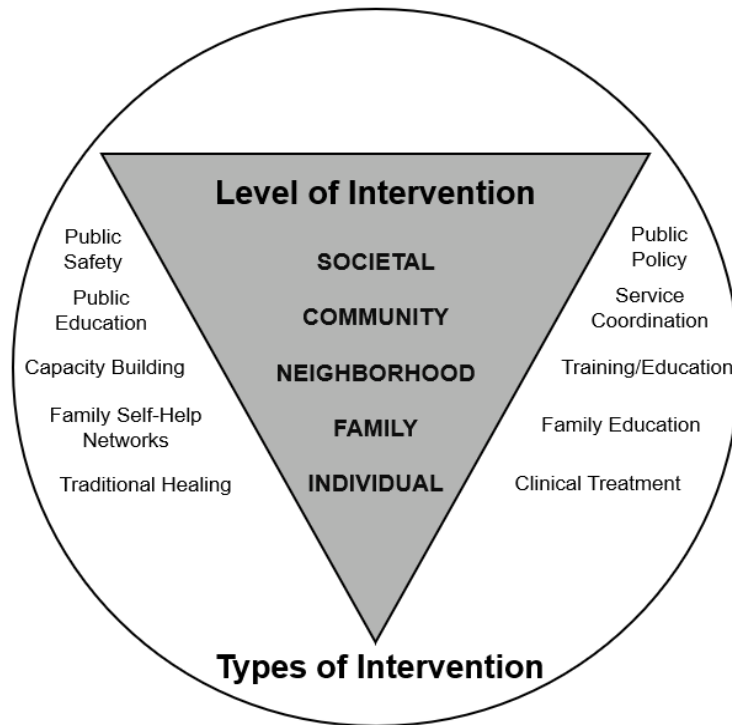 Level of Intervention
Public
Safety
SOCIETAL
Public
Policy
Public
Education
COMMUNITY
Service
Coordination
Capacity Building
NEIGHBORHOOD
Training/Education
Family Self-Help
Networks
FAMILY
Family Education
Traditional Healing
INDIVIDUAL
Clinical Treatment
Types of Intervention